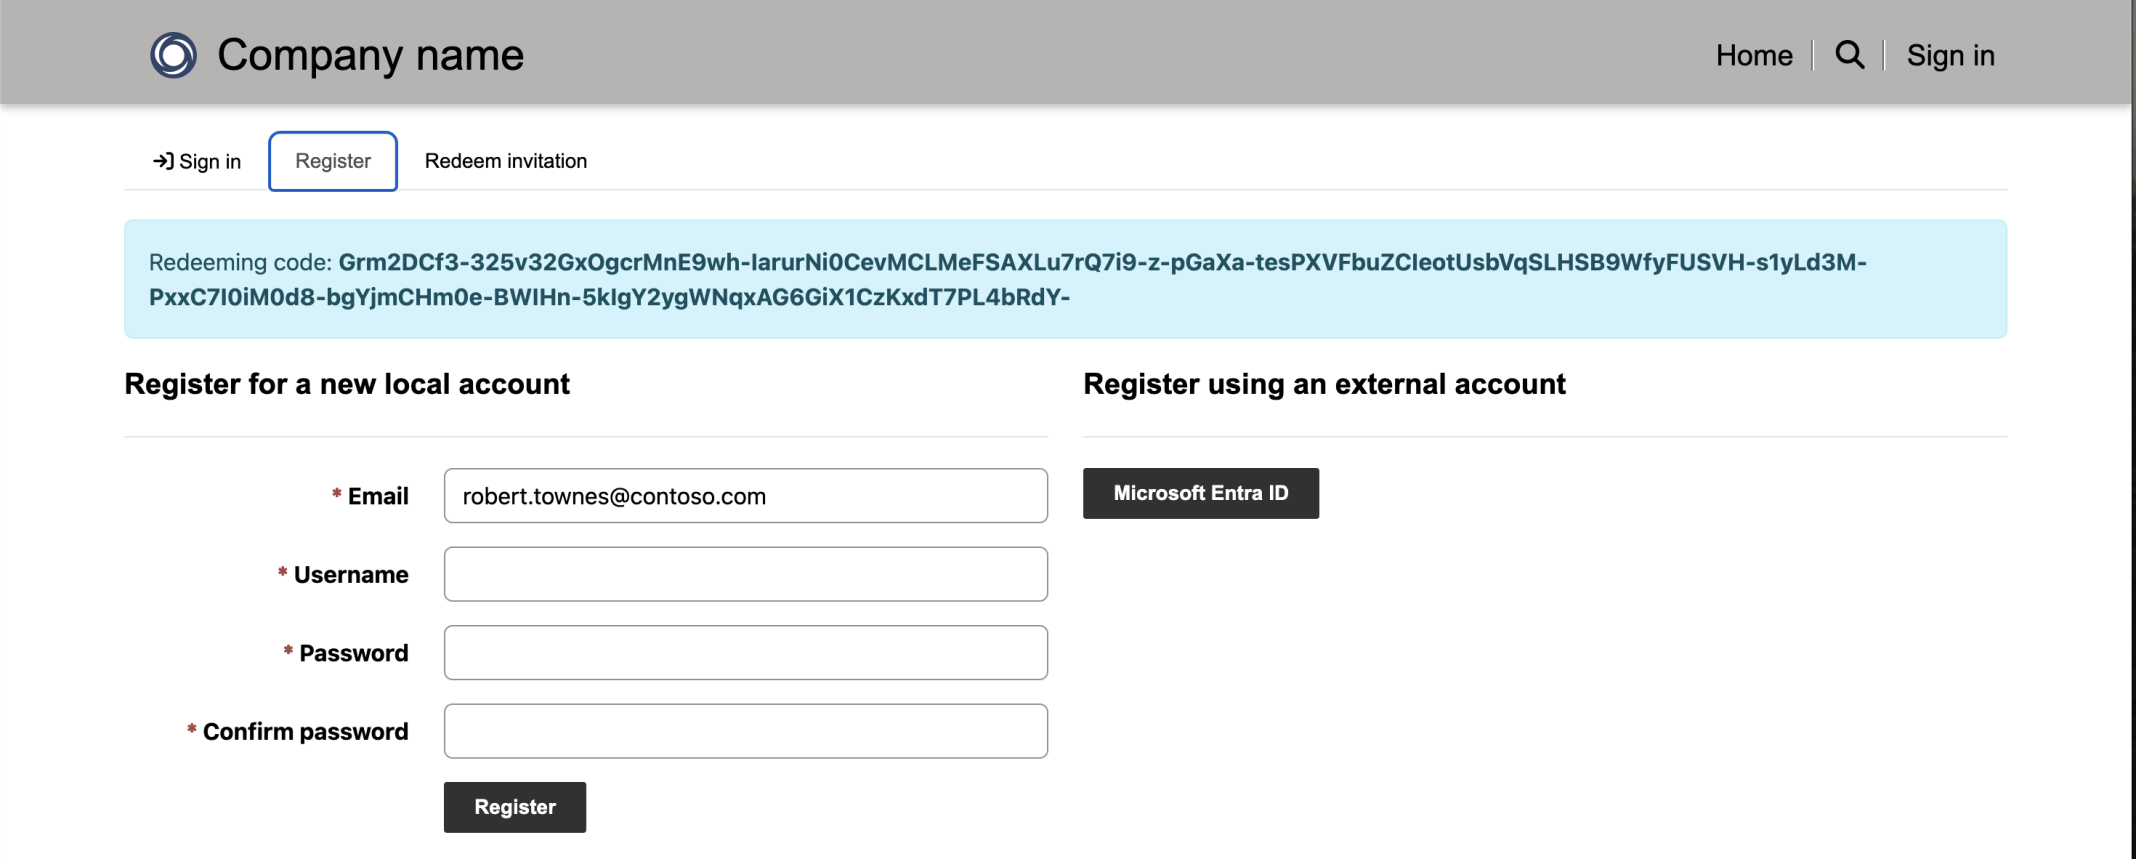 Company name
Home
Sign in
Sign in
Register
Redeem invitation
Redeeming code: Grm2DCf3-325v32GxOgcrMnE9wh-IarurNi0CevMCLMeFSAXLu7rQ7i9-z-pGaXa-tesPXVFbuZCIeotUsbVqSLHSB9WfyFUSVH-s1yLd3M-
PxxC7I0iM0d8-bgYjmCHm0e-BWIHn-5kIgY2ygWNqxAG6GiX1CzKxdT7PL4bRdY-
Register for a new local account
* Email
robert.townes@contoso.com
* Username
* Password
* Confirm password
Register
Register using an external account
Microsoft Entra ID